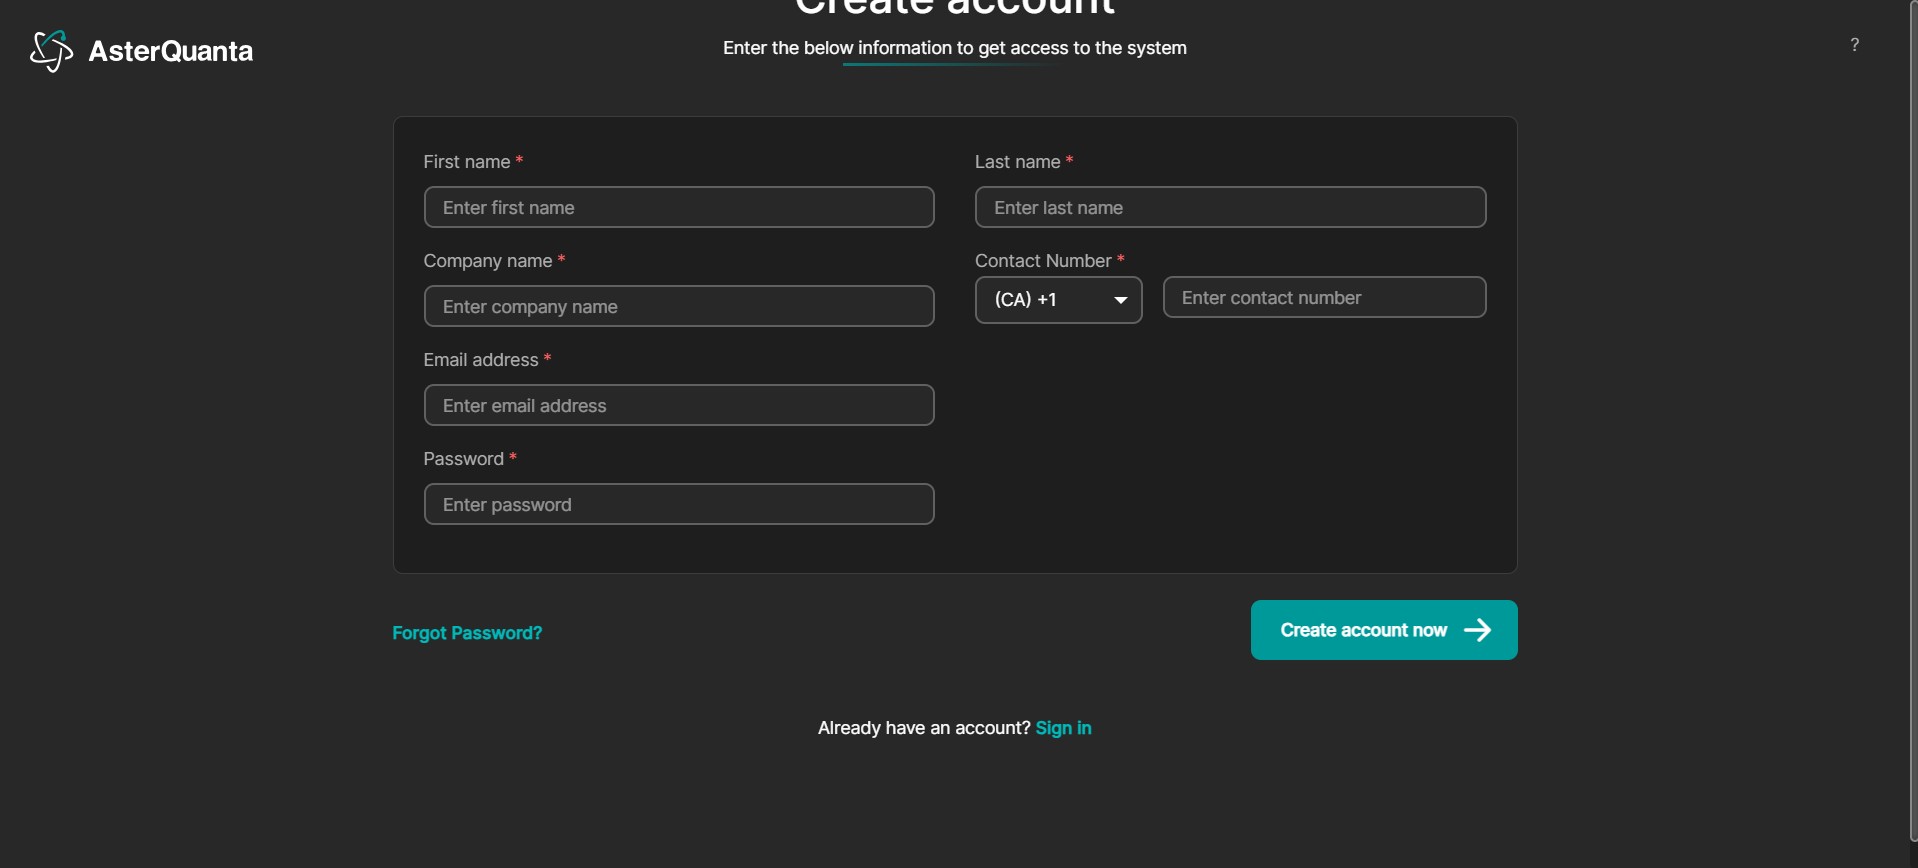 Create account
AsterQuanta
Enter the below information to get access to the system
?
First name *
Last name *
Enter first name
Enter last name
Company name *
Contact Number *
Enter company name
(CA) +1
Enter contact number
Email address *
Enter email address
Password *
Enter password
Forgot Password?
Create account now
Already have an account? Sign in